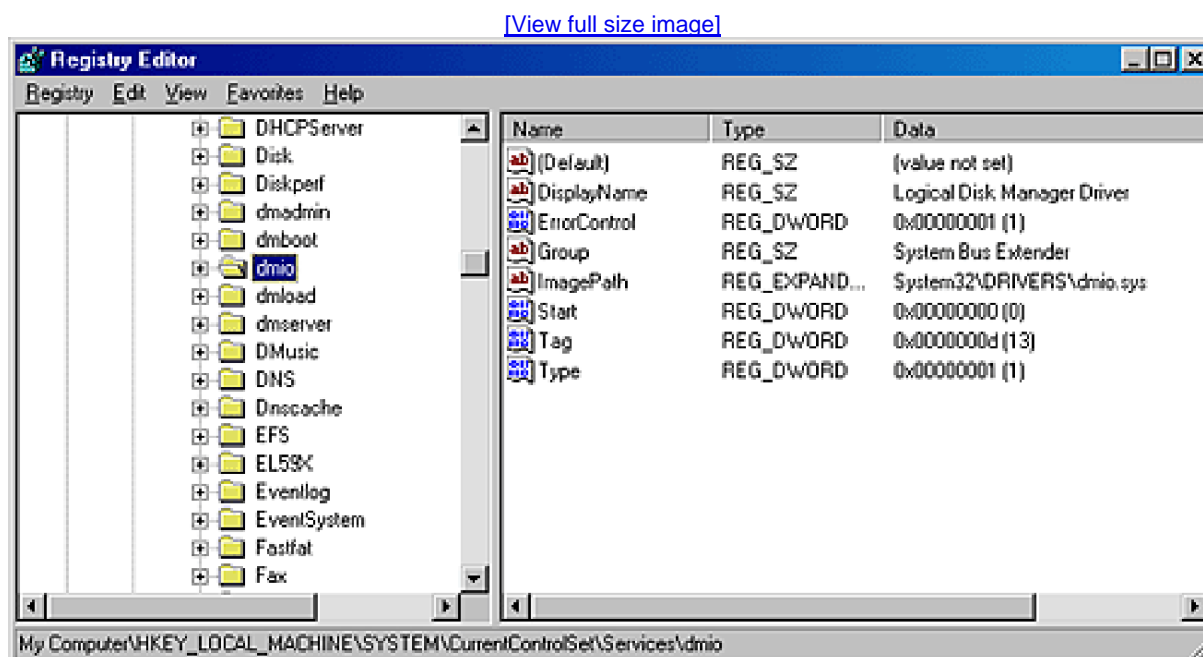 [View full size image]
Registry Editor
Registry Edit View Favorites Help
DHCPServer
Disk
Diskperf
dmadmin
dmboot
dmio
dmload
dmserver
DMusic
DNS
Dnscache
EFS
EL59X
Eventlog
EventSystem
Fastfat
Fax
Name Type Data
(Default) REG_SZ (value not set)
DisplayName REG_SZ Logical Disk Manager Driver
ErrorControl REG_DWORD 0x00000001 (1)
Group REG_SZ System Bus Extender
ImagePath REG_EXPAND... System32\DRIVERS\dmio.sys
Start REG_DWORD 0x00000000 (0)
Tag REG_DWORD 0x0000000d (13)
Type REG_DWORD 0x00000001 (1)
My Computer\HKEY_LOCAL_MACHINE\SYSTEM\CurrentControlSet\Services\dmio